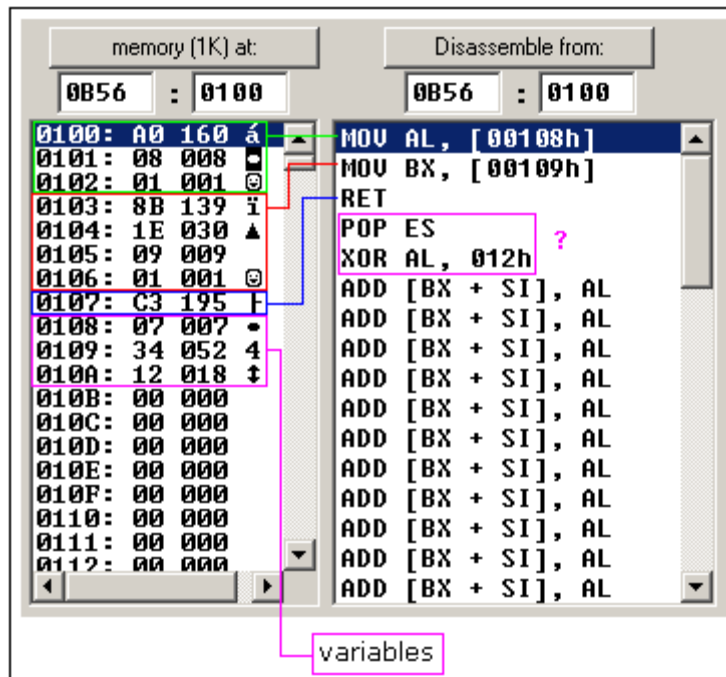 memory (1K) at:
Disassemble from:
0B56 : 0100
0B56 : 0100
0100: A0 160 á
0101: 08 008 ◘
0102: 01 001 ☺
0103: 8B 139 ï
0104: 1E 030 ▲
0105: 09 009
0106: 01 001 ☺
0107: C3 195 ├
0108: 07 007 •
0109: 34 052 4
010A: 12 018 ↕
010B: 00 000
010C: 00 000
010D: 00 000
010E: 00 000
010F: 00 000
0110: 00 000
0111: 00 000
0112: 00 000
MOV AL, [00108h]
MOV BX, [00109h]
RET
POP ES
XOR AL, 012h
?
ADD [BX + SI], AL
ADD [BX + SI], AL
ADD [BX + SI], AL
ADD [BX + SI], AL
ADD [BX + SI], AL
ADD [BX + SI], AL
ADD [BX + SI], AL
ADD [BX + SI], AL
ADD [BX + SI], AL
ADD [BX + SI], AL
ADD [BX + SI], AL
variables